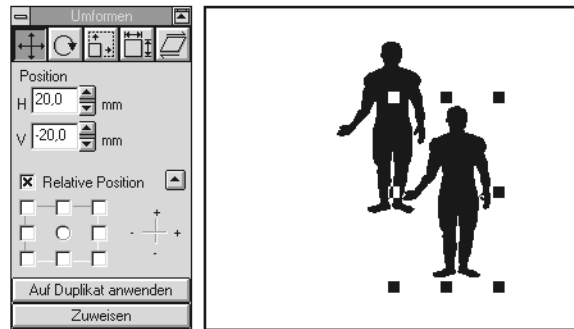 Umformen
Position
H 20,0 mm
V -20,0 mm
Relative Position
+
- +
-
Auf Duplikat anwenden
Zuweisen